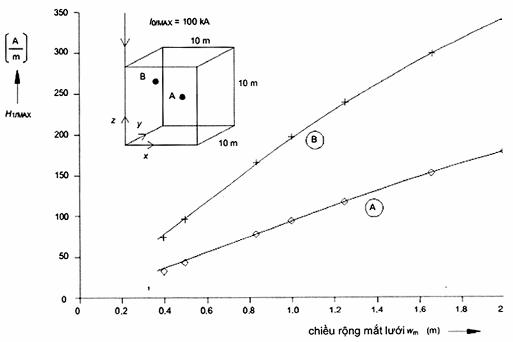 350
300
250
200
150
100
50
0
[A/m]
H1/MAX
I0/MAX = 100 kA
10 m
10 m
10 m
B
A
z
y
x
B
A
0 0.2 0.4 0.6 0.8 1.0 1.2 1.4 1.6 1.8 2
chiều rộng mắt lưới wm (m)